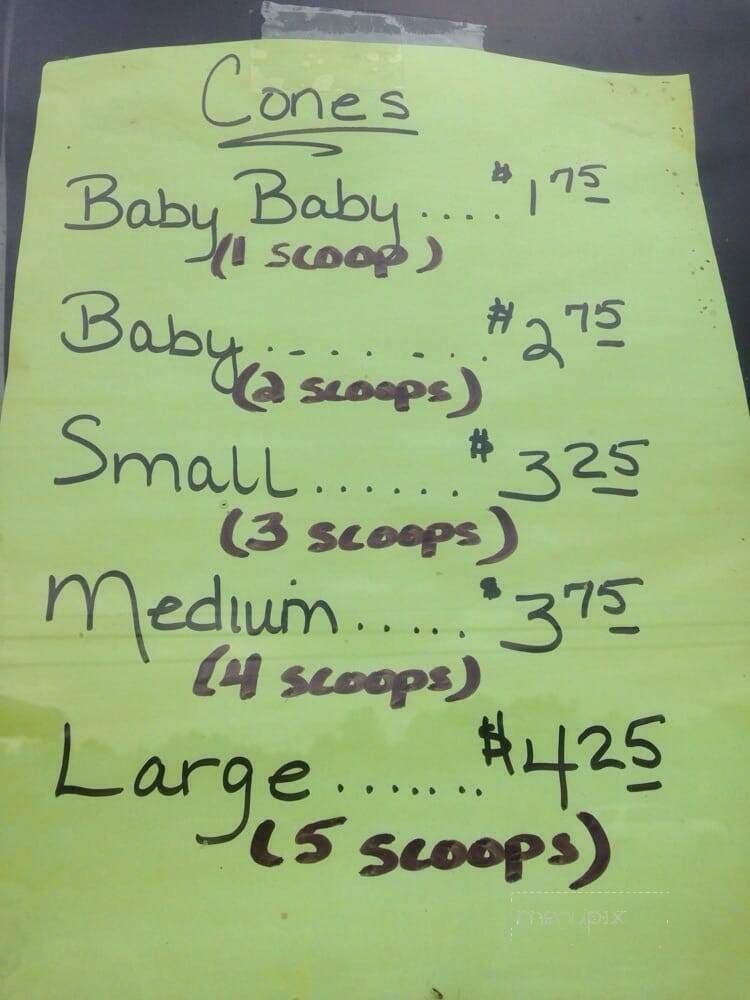 Cones
Baby Baby....$1 75
(1 scoop)
Baby........$2 75
(2 scoops)
Small.......$3 25
(3 scoops)
Medium.....$3 75
(4 scoops)
Large........$4 25
(5 scoops)
menupix